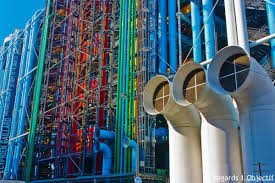 regards | Objectif